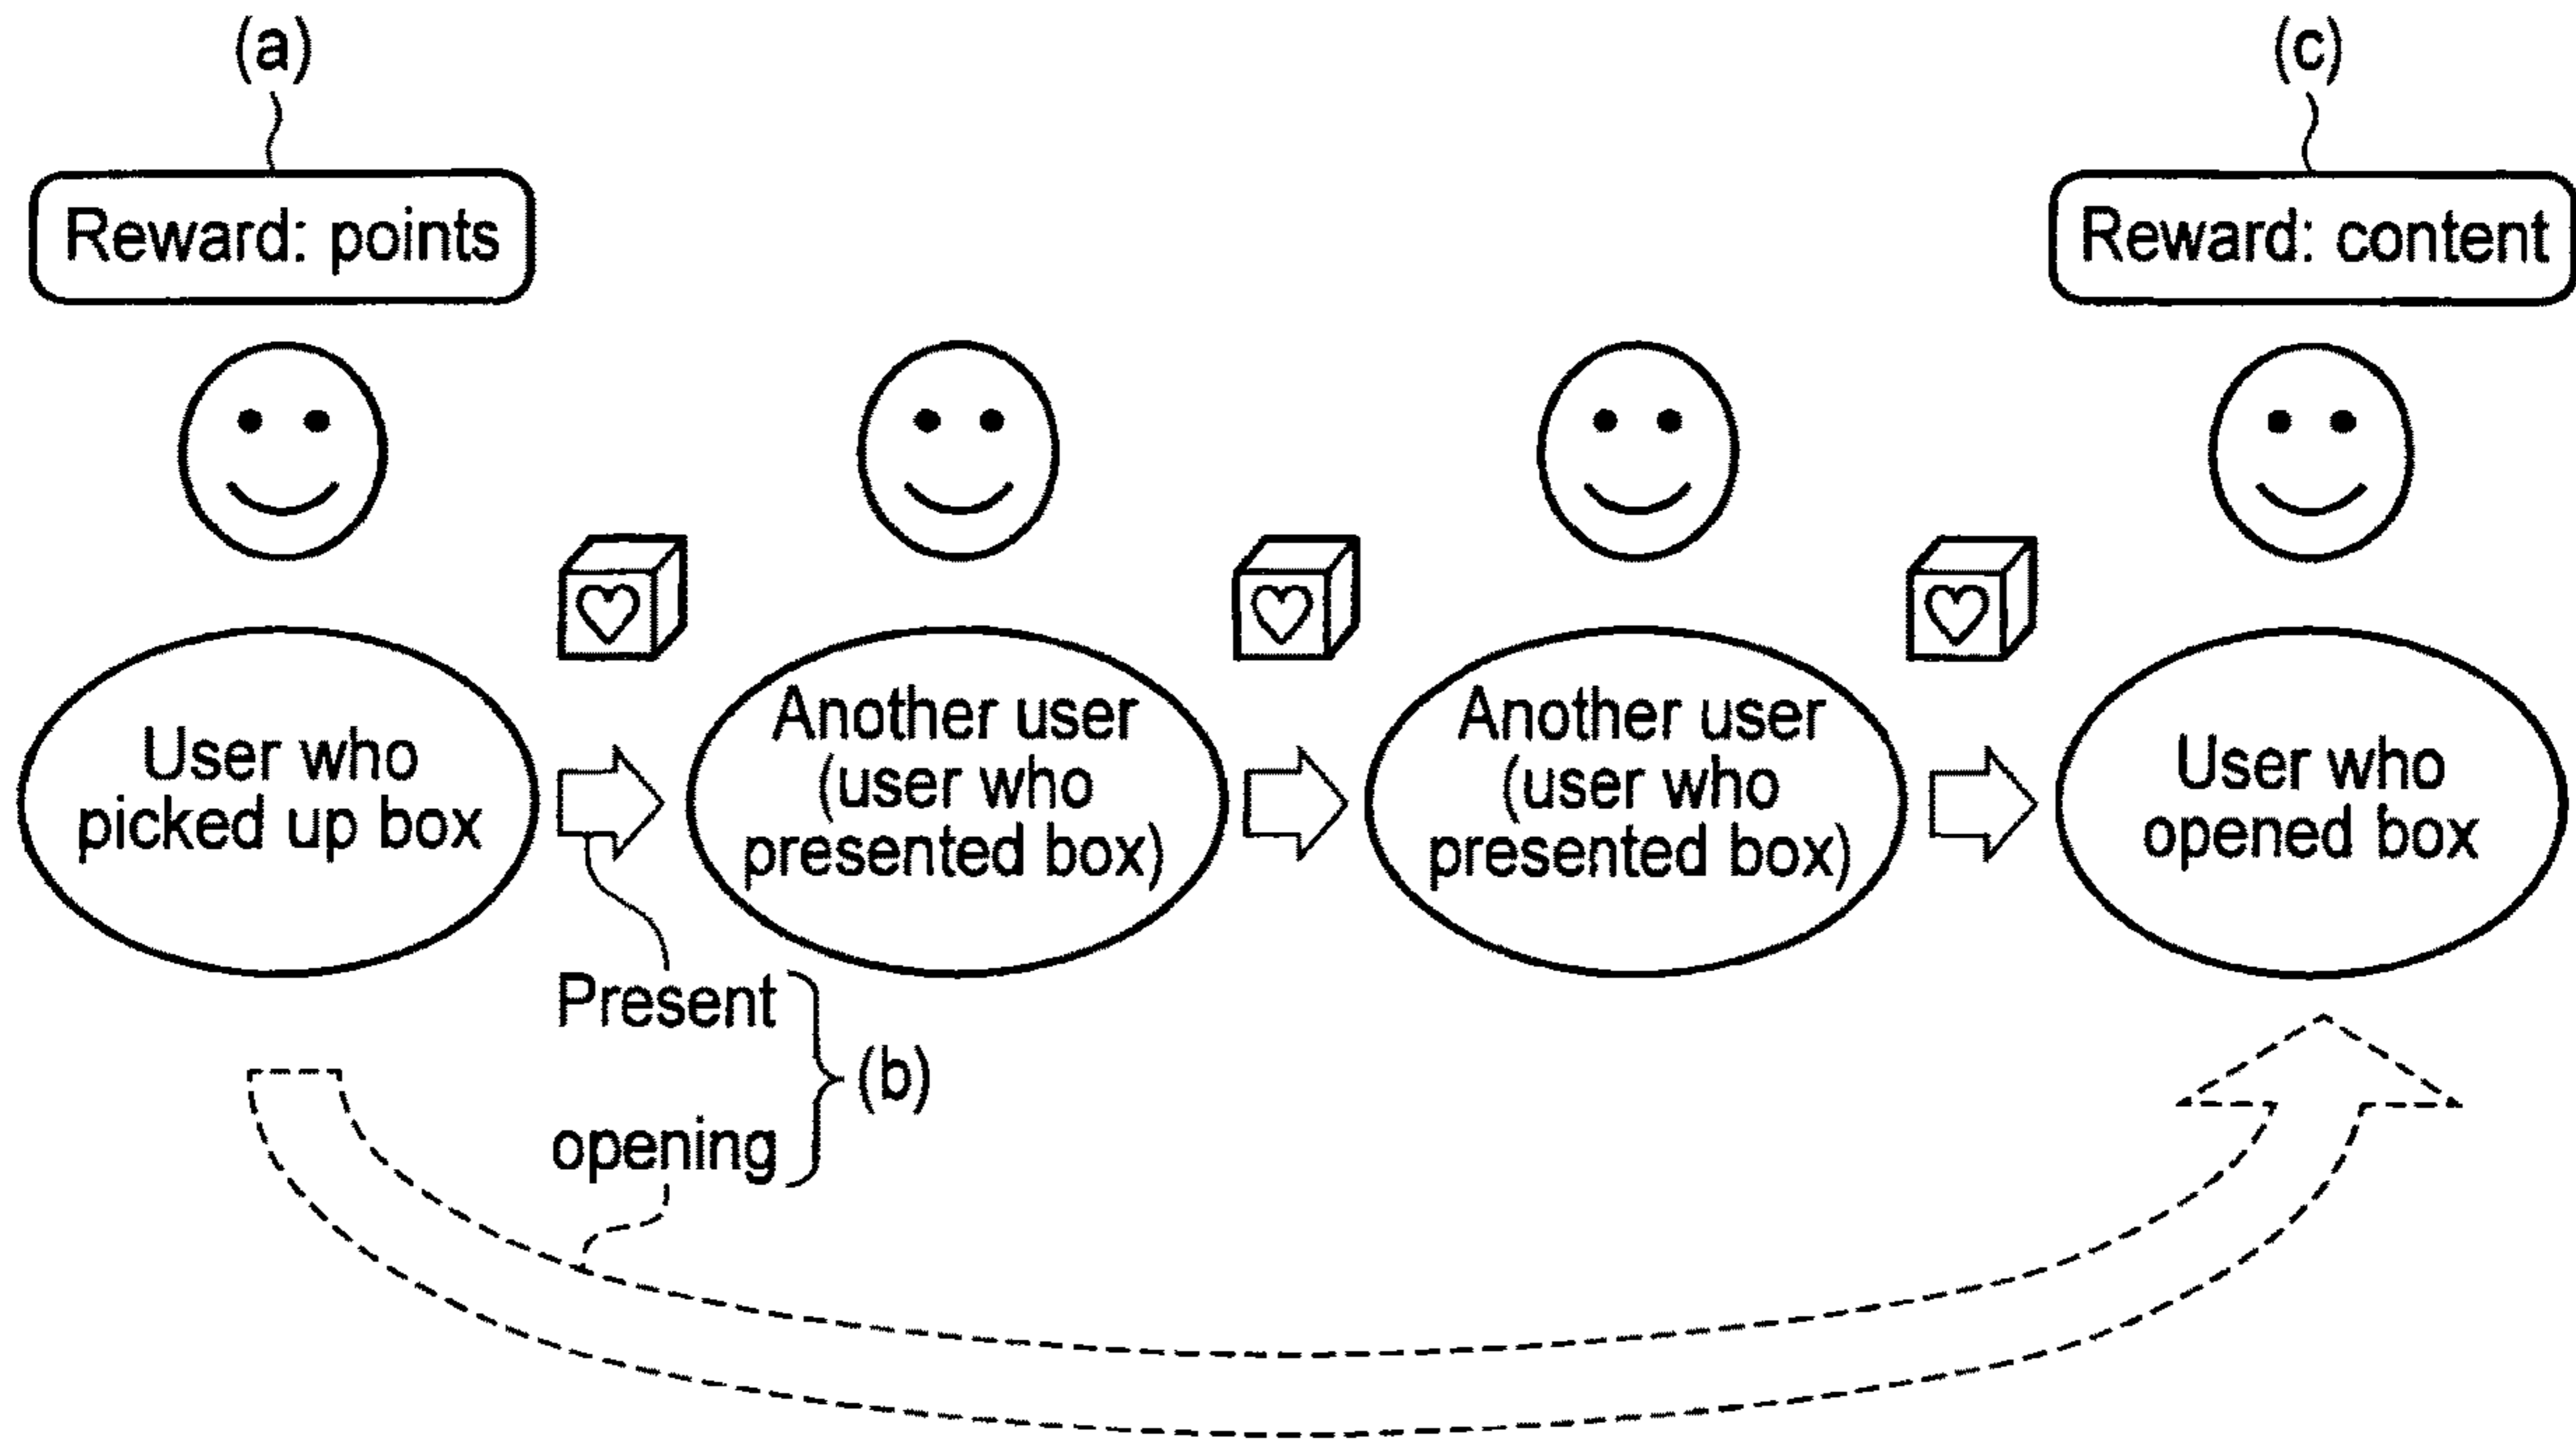 (a)
(c)
Reward: points
Reward: content
User who
picked up box
Another user
(user who
presented box)
Another user
(user who
presented box)
User who
opened box
Present
(b)
opening